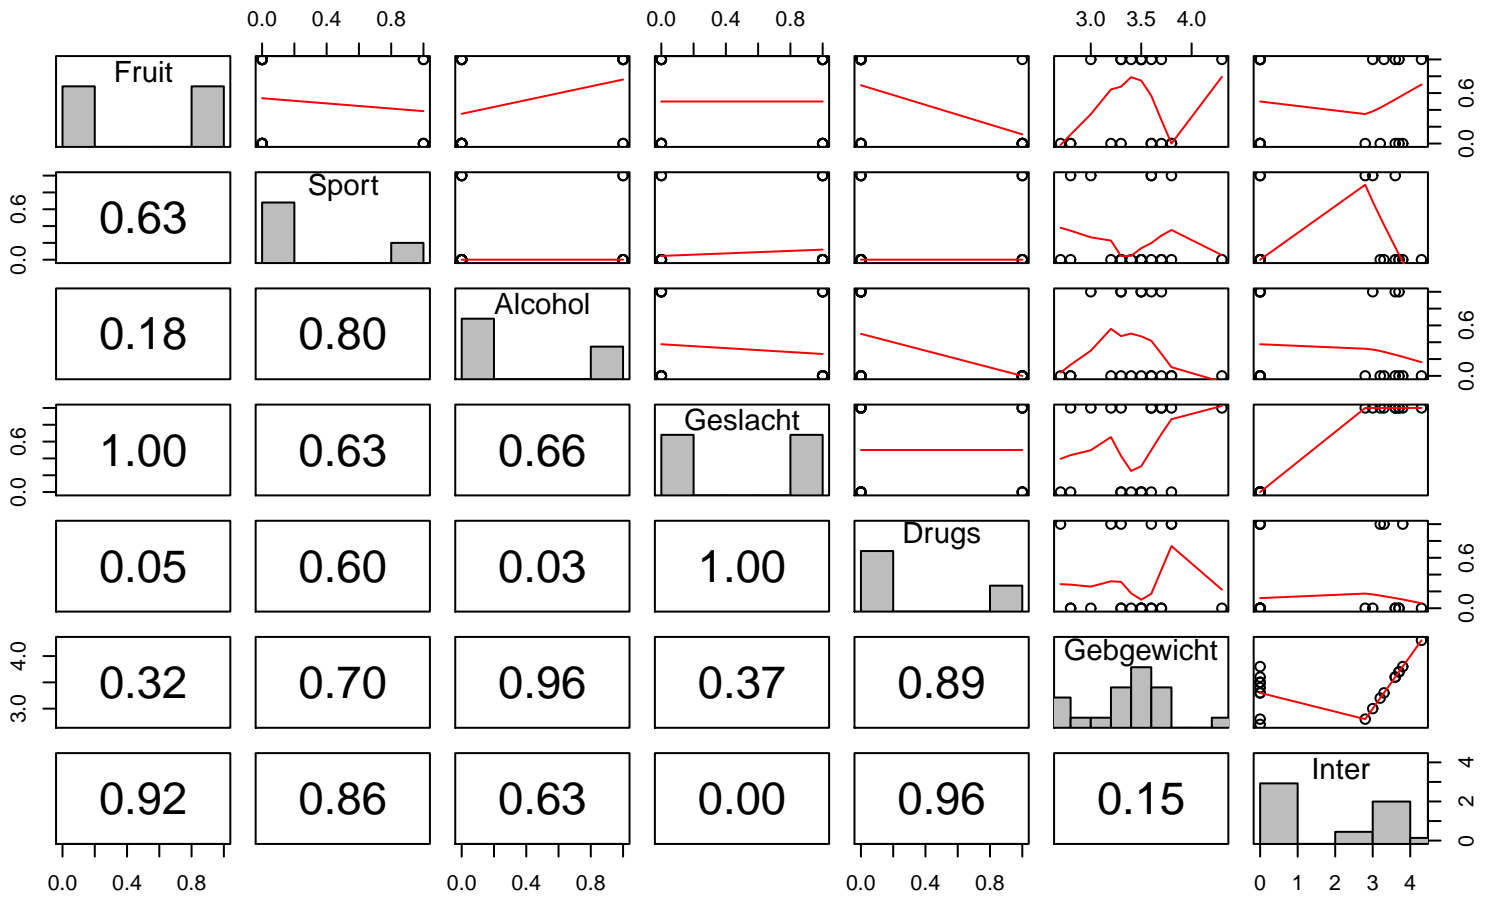 0.0 0.4 0.8 0.0 0.4 0.8 3.0 3.5 4.0
Fruit 0.0 0.6
0.0 0.6 0.63 Sport
0.18 0.80 Alcohol 0.0 0.6
0.0 0.6 1.00 0.63 0.66 Geslacht
0.05 0.60 0.03 1.00 Drugs 0.0 0.6
3.0 4.0 0.32 0.70 0.96 0.37 0.89 Gebgewicht
0.92 0.86 0.63 0.00 0.96 0.15 Inter 0 2 4
0.0 0.4 0.8 0.0 0.4 0.8 0.0 0.4 0.8 0 1 2 3 4